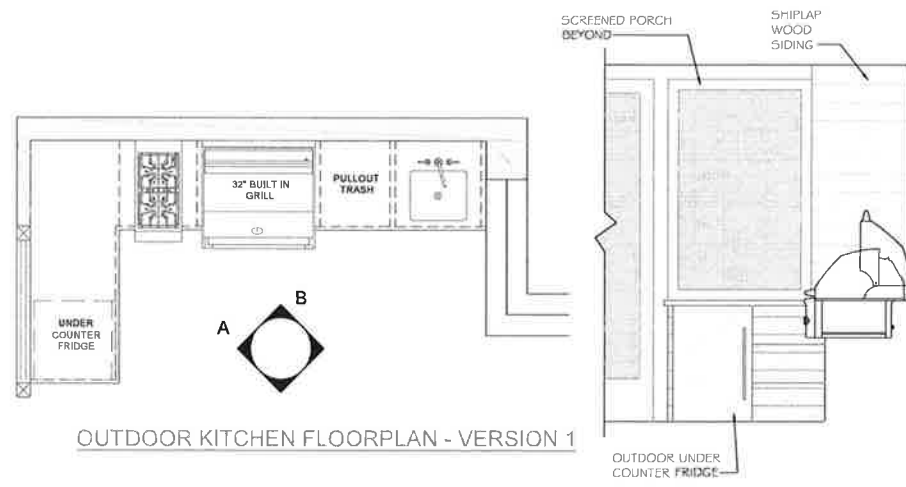 SCREENED PORCH
BEYOND
SHIPLAP
WOOD
SIDING
32" BUILT IN
GRILL
PULLOUT
TRASH
UNDER
COUNTER
FRIDGE
A
B
OUTDOOR KITCHEN FLOORPLAN - VERSION 1
OUTDOOR UNDER
COUNTER FRIDGE